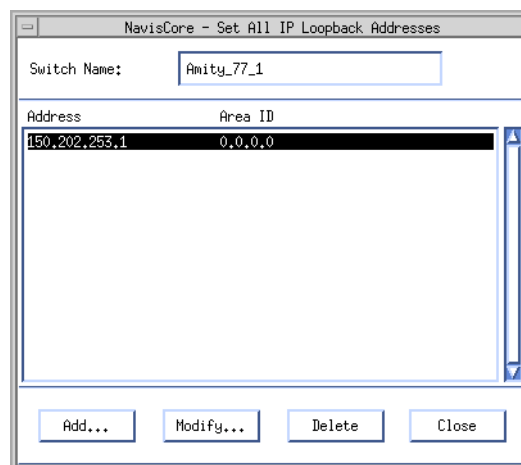 NavisCore - Set All IP Loopback Addresses
Switch Name: Amity_77_1
Address Area ID
150.202.253.1 0.0.0.0
Add... Modify... Delete Close